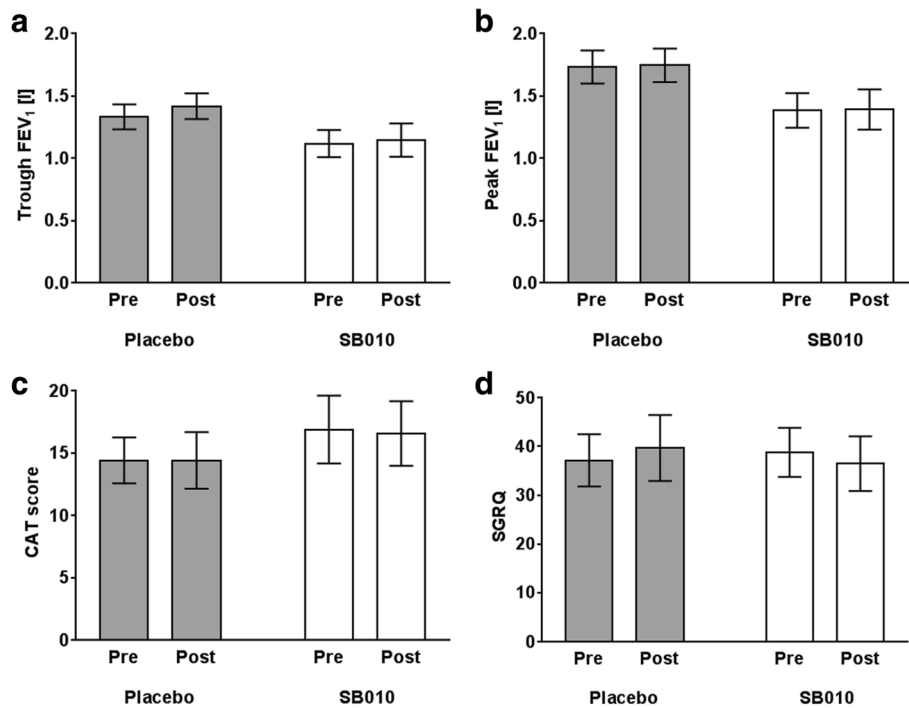 a
Trough FEV₁ [l]
2.0
1.5
1.0
0.5
0.0
Pre Post Pre Post
Placebo SB010
b
Peak FEV₁ [l]
2.0
1.5
1.0
0.5
0.0
Pre Post Pre Post
Placebo SB010
c
CAT score
20
15
10
5
0
Pre Post Pre Post
Placebo SB010
d
SGRQ
50
40
30
20
10
0
Pre Post Pre Post
Placebo SB010